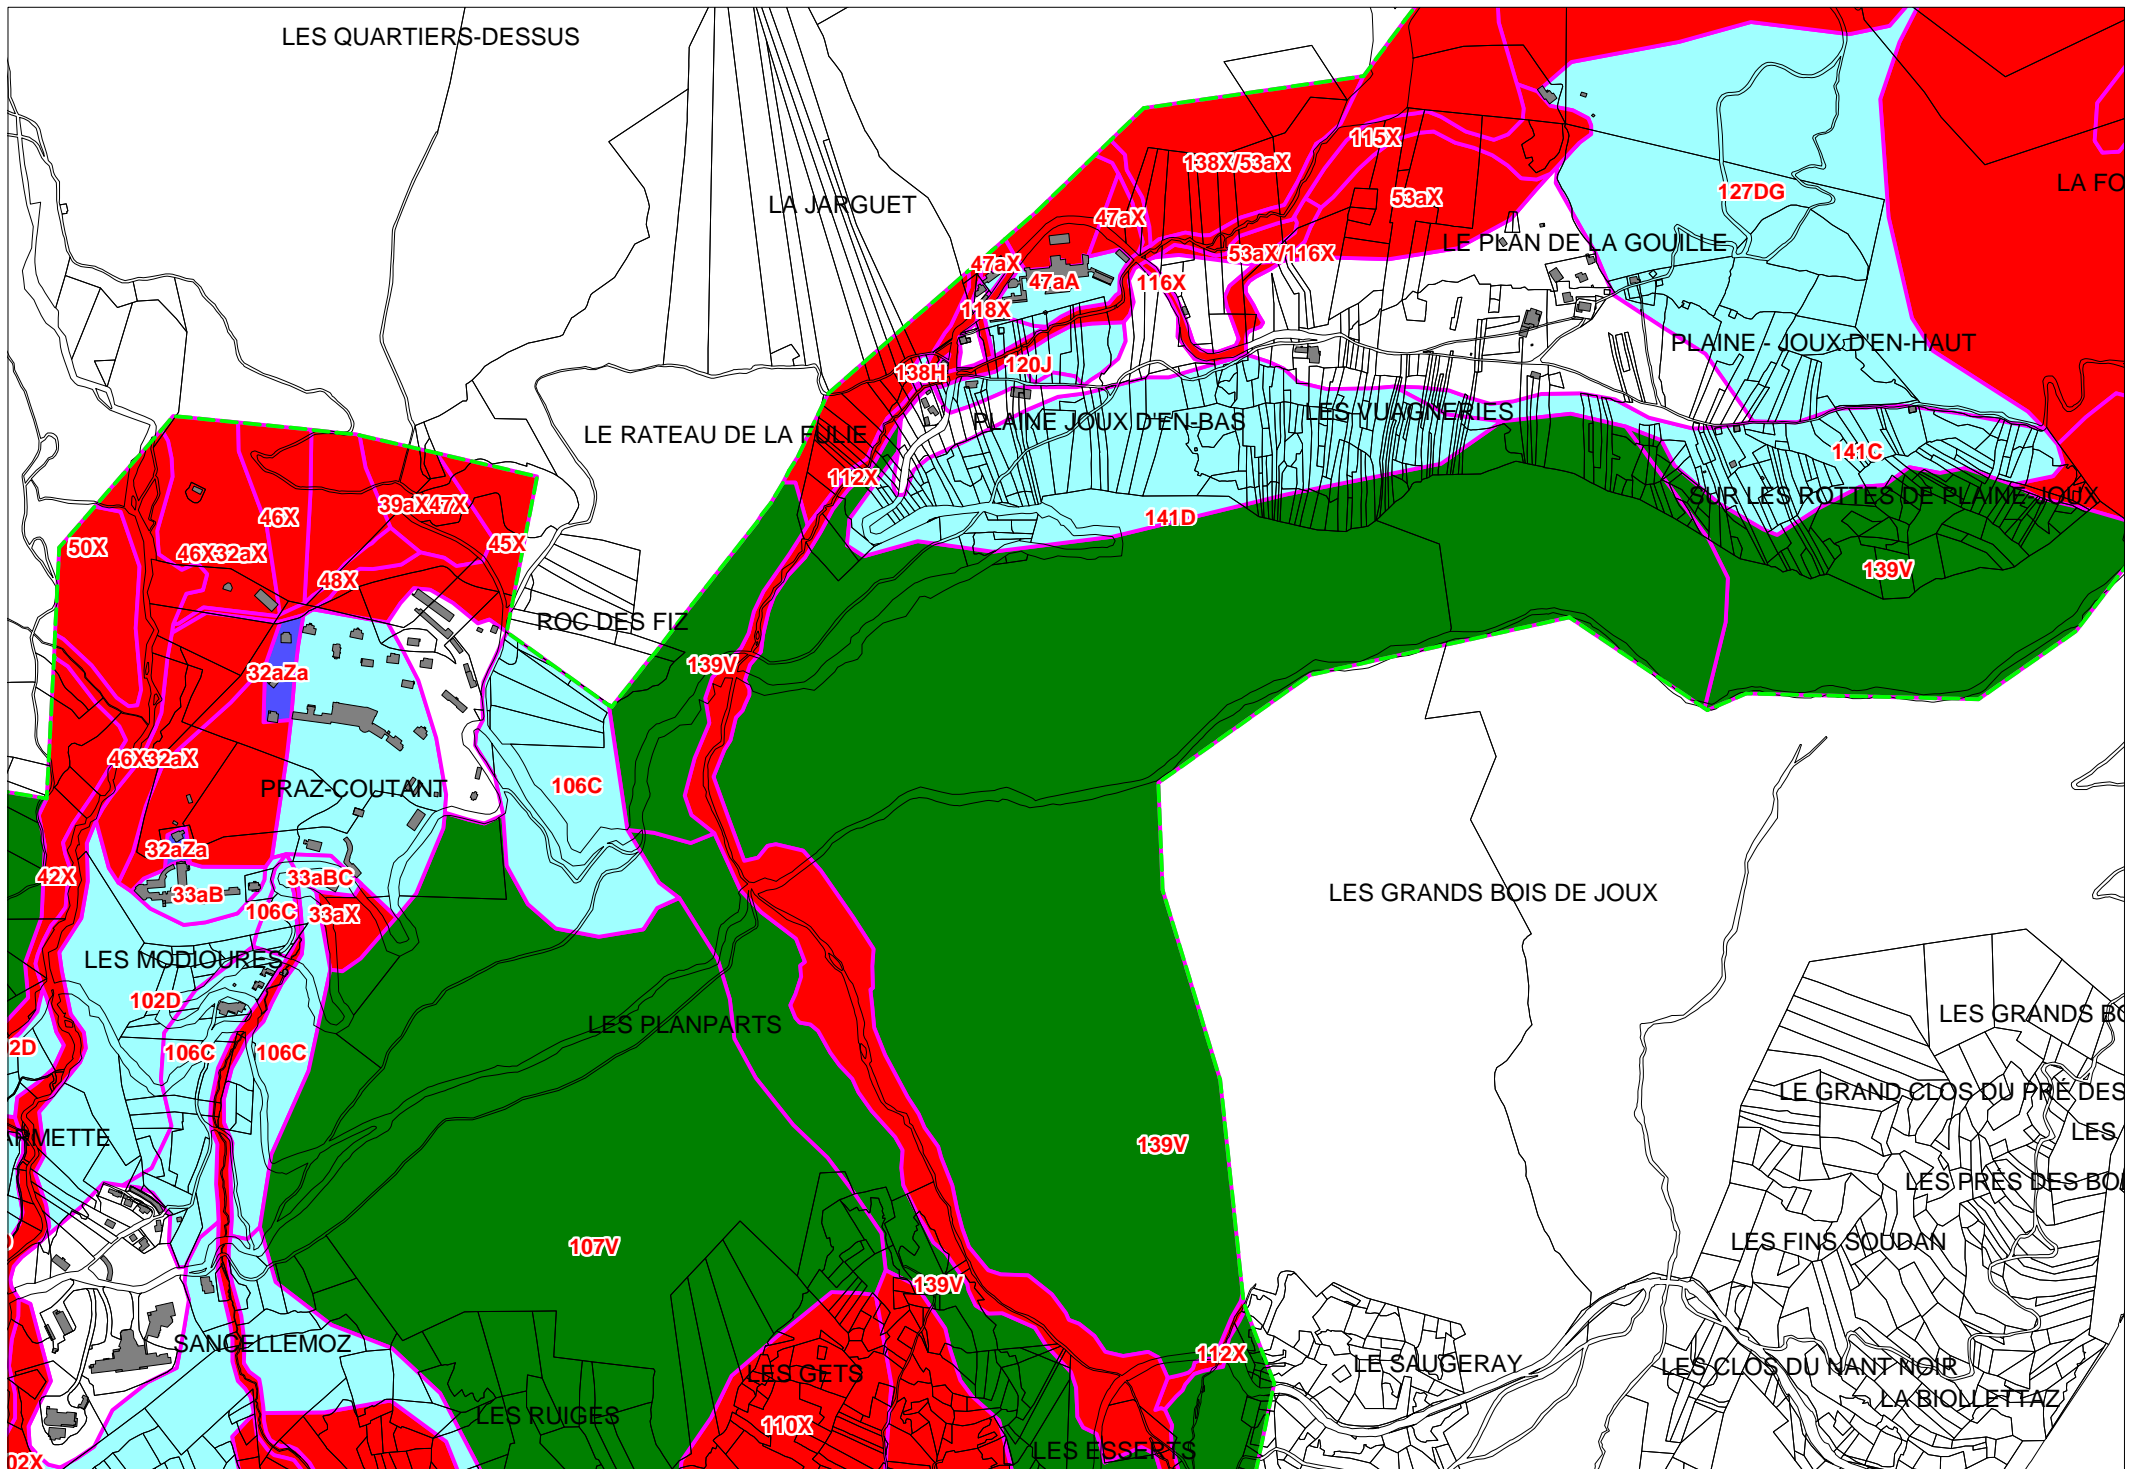 LES QUARTIERS-DESSUS
115X
138X/53aX
LA FO
127DG
53aX
LA JARGUET
47aX
LE PLAN DE LA GOUILLE
53aX/116X
47aX
47aA
116X
118X
PLAINE - JOUX D'EN-HAUT
120J
138H
LES VUAGNERIES
PLAINE JOUX D'EN-BAS
LE RATEAU DE LA FULIE
141C
112X
SUR LES ROTTES DE PLAINE-JOUX
39aX47X
46X
141D
45X
50X
46X32aX
139V
48X
ROC DES FIZ
139V
32aZa
46X32aX
106C
PRAZ-COUTANT
32aZa
42X
33aBC
33aB
LES GRANDS BOIS DE JOUX
106C
33aX
LES MODIOURES
102D
LES GRANDS BO
LES PLANPARTS
2D
106C
106C
LE GRAND CLOS DU PRÉ DES
LES
ARMETTE
139V
LES PRÉS DES BOI
LES FINS SOUDAN
107V
139V
SANCELLEMOZ
112X
LE SAUGERAY
LES CLOS DU NANT NOIR
LES GETS
LA BIOLLETTAZ
LES RUIGES
110X
LES ESSERTS
02X